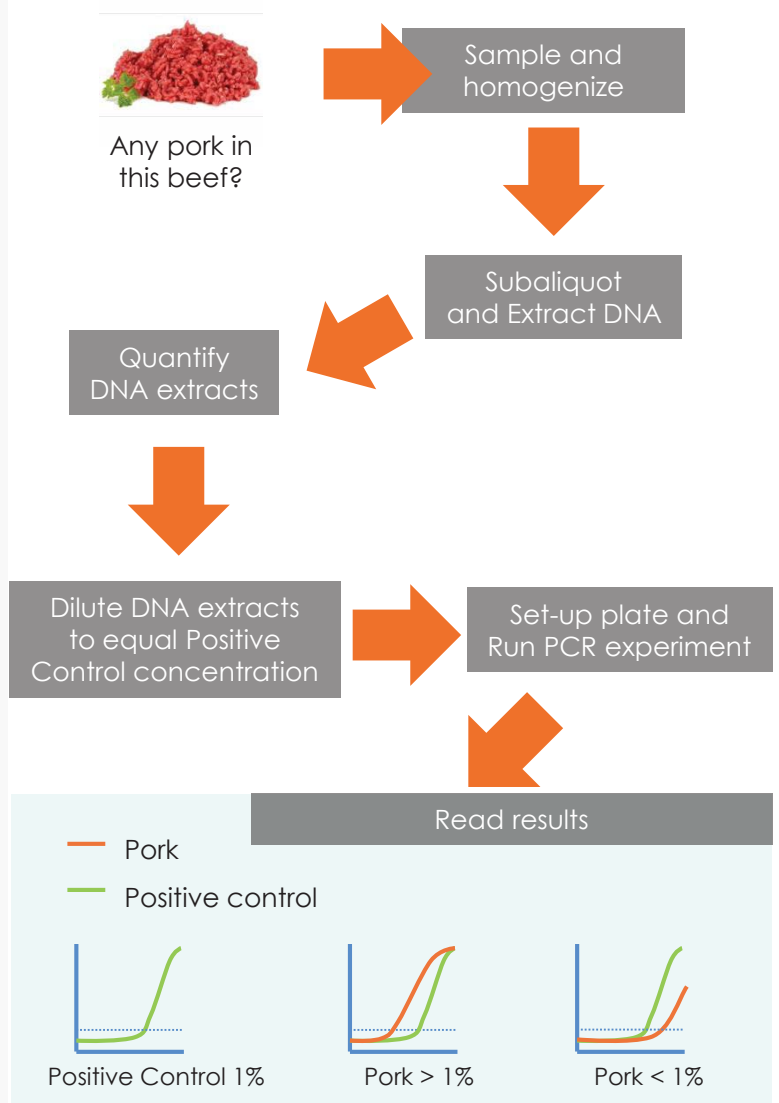 Any pork in
this beef?
Sample and
homogenize
Subaliquot
and Extract DNA
Quantify
DNA extracts
Dilute DNA extracts
to equal Positive
Control concentration
Set-up plate and
Run PCR experiment
Read results
Pork
Positive control
Positive Control 1%
Pork > 1%
Pork < 1%